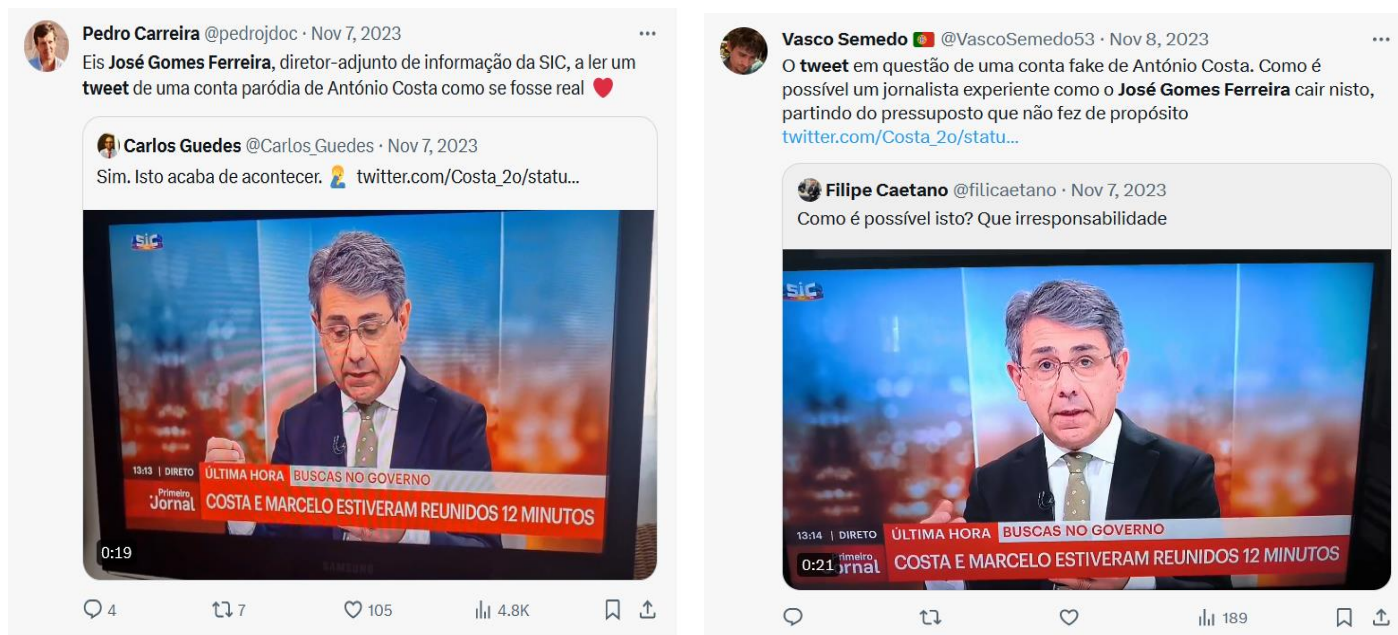 Pedro Carreira @pedrojdoc · Nov 7, 2023
Eis José Gomes Ferreira, diretor-adjunto de informação da SIC, a ler um
tweet de uma conta paródia de António Costa como se fosse real ❤️
Carlos Guedes @Carlos_Guedes · Nov 7, 2023
Sim. Isto acaba de acontecer. 🤦‍♂️ twitter.com/Costa_2o/statu...
SIC
13:13 | DIRETO
ÚLTIMA HORA BUSCAS NO GOVERNO
:Primeiro
Jornal
COSTA E MARCELO ESTIVERAM REUNIDOS 12 MINUTOS
0:19
SAMSUNG
4 7 105 4.8K
Vasco Semedo 🇵🇹 @VascoSemedo53 · Nov 8, 2023
O tweet em questão de uma conta fake de António Costa. Como é
possível um jornalista experiente como o José Gomes Ferreira cair nisto,
partindo do pressuposto que não fez de propósito
twitter.com/Costa_2o/statu...
Filipe Caetano @filicaetano · Nov 7, 2023
Como é possível isto? Que irresponsabilidade
SIC
13:14 | DIRETO
ÚLTIMA HORA BUSCAS NO GOVERNO
rimeiro
ornal
COSTA E MARCELO ESTIVERAM REUNIDOS 12 MINUTOS
0:21
189